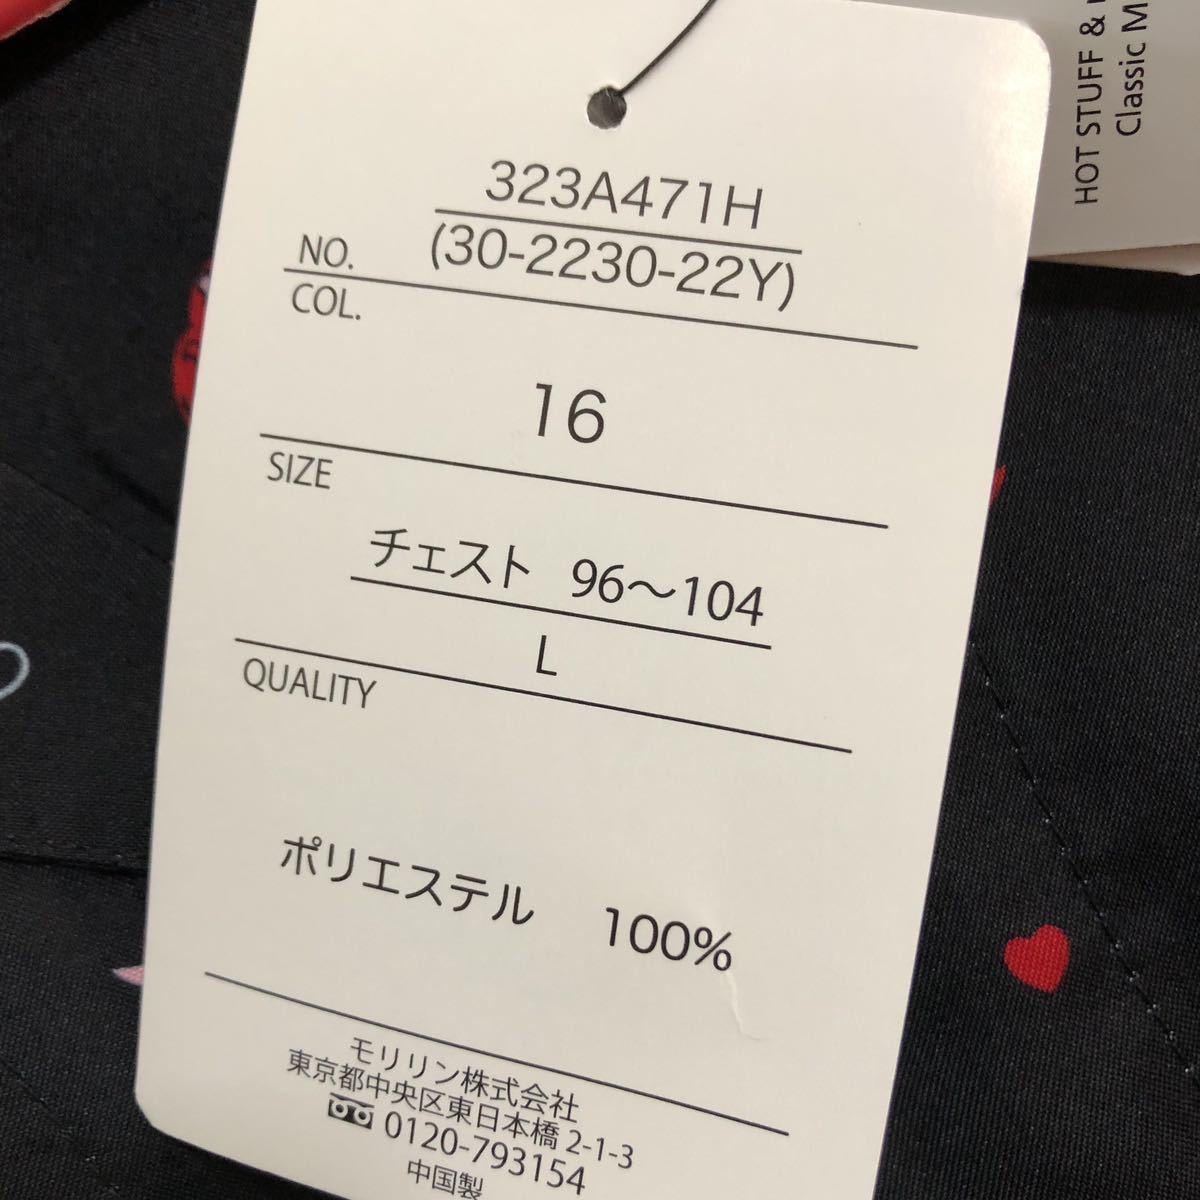 HOT STUFF &
Classic M
323A471H
NO. (30-2230-22Y)
COL.
16
SIZE
チェスト 96～104
L
QUALITY
ポリエステル 100%
モリリン株式会社
東京都中央区東日本橋 2-1-3
0120-793154
中国製